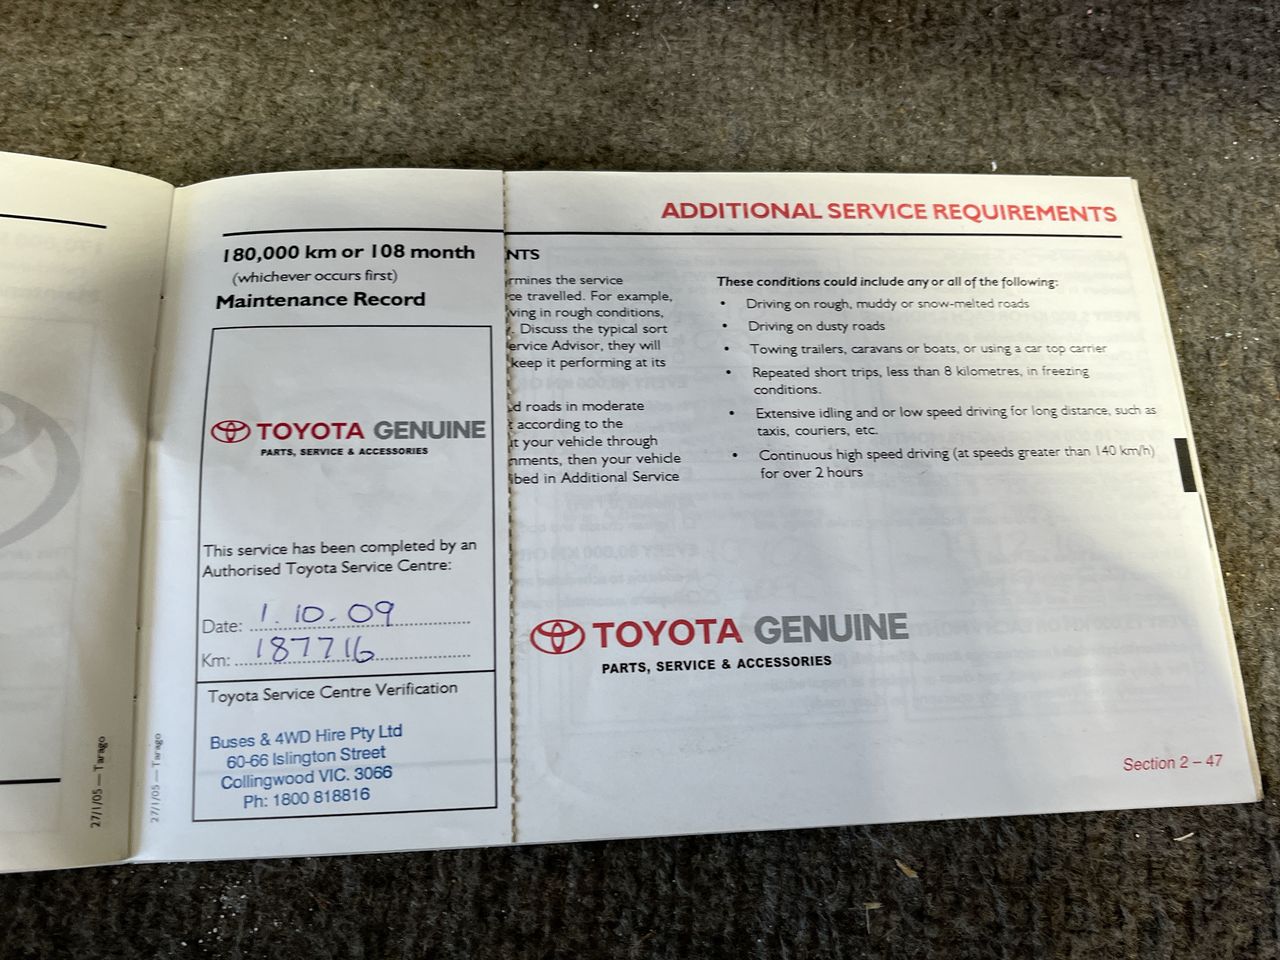 180,000 km or 108 month
(whichever occurs first)
Maintenance Record
TOYOTA GENUINE
PARTS, SERVICE & ACCESSORIES
This service has been completed by an
Authorised Toyota Service Centre:
Date: 1.10.09
Km: 187716
Toyota Service Centre Verification
Buses & 4WD Hire Pty Ltd
60-66 Islington Street
Collingwood VIC. 3066
Ph: 1800 818816
27/1/05 — Tarago
27/1/05 — Tarago
ADDITIONAL SERVICE REQUIREMENTS
NTS
rmines the service
ce travelled. For example,
ving in rough conditions,
. Discuss the typical sort
ervice Advisor, they will
keep it performing at its
d roads in moderate
t according to the
it your vehicle through
nments, then your vehicle
ibed in Additional Service
These conditions could include any or all of the following:
• Driving on rough, muddy or snow-melted roads
• Driving on dusty roads
• Towing trailers, caravans or boats, or using a car top carrier
• Repeated short trips, less than 8 kilometres, in freezing
conditions.
• Extensive idling and or low speed driving for long distance, such as
taxis, couriers, etc.
• Continuous high speed driving (at speeds greater than 140 km/h)
for over 2 hours
TOYOTA GENUINE
PARTS, SERVICE & ACCESSORIES
Section 2 – 47